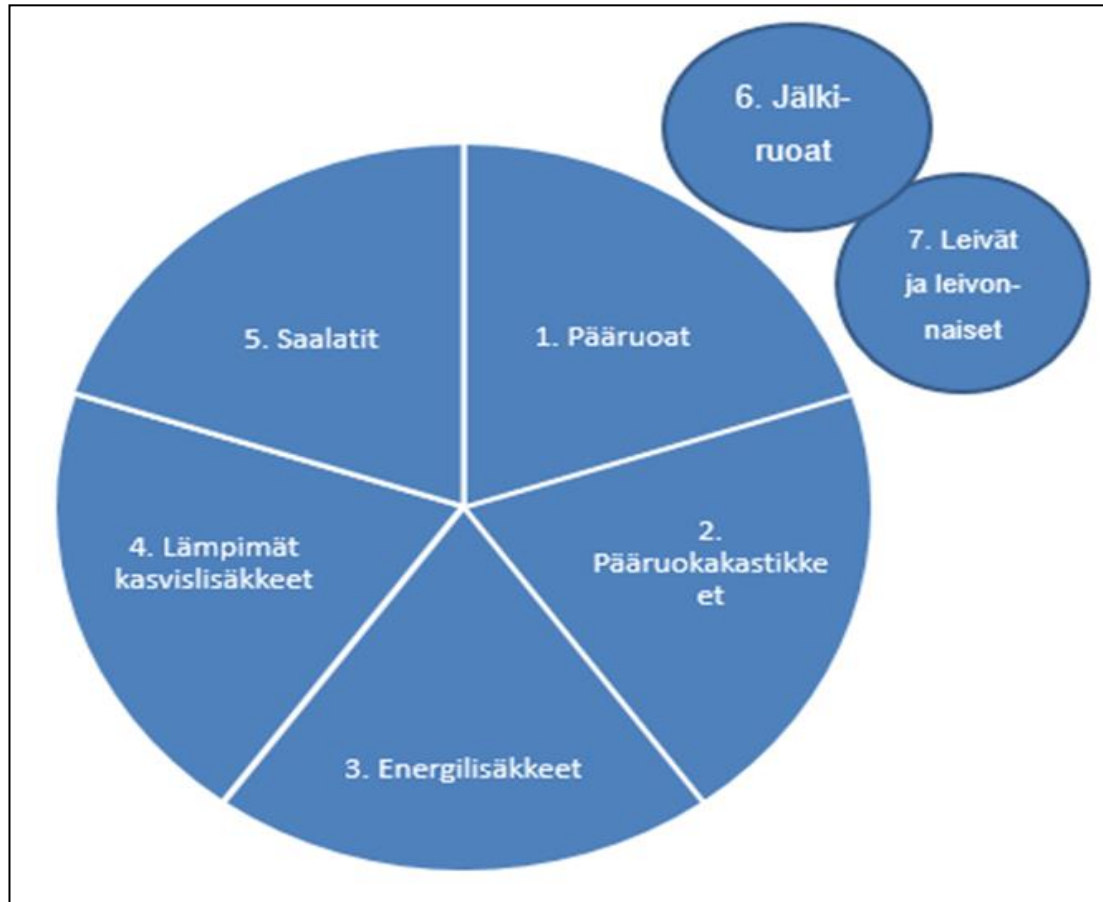 1. Pääruoat
2.
Pääruokakastikke
et
3. Energilisäkkeet
4. Lämpimät
kasvislisäkkeet
5. Saalatit
6. Jälki-
ruoat
7. Leivät
ja leivon-
naiset